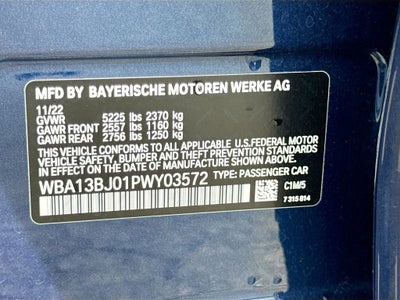 MFD BY BAYERISCHE MOTOREN WERKE AG
11/22
GVWR 5225 lbs 2370 kg
GAWR FRONT 2557 lbs 1160 kg
GAWR REAR 2756 lbs 1250 kg
THIS VEHICLE CONFORMS TO ALL
APPLICABLE U.S.FEDERAL MOTOR
VEHICLE SAFETY, BUMPER, AND THEFT
PREVENTION STANDARDS IN EFFECT ON THE
DATE OF MANUFACTURE SHOWN ABOVE.
WBA13BJ01PWY03572 TYPE: PASSENGER CAR
C1M/5
7 315 814